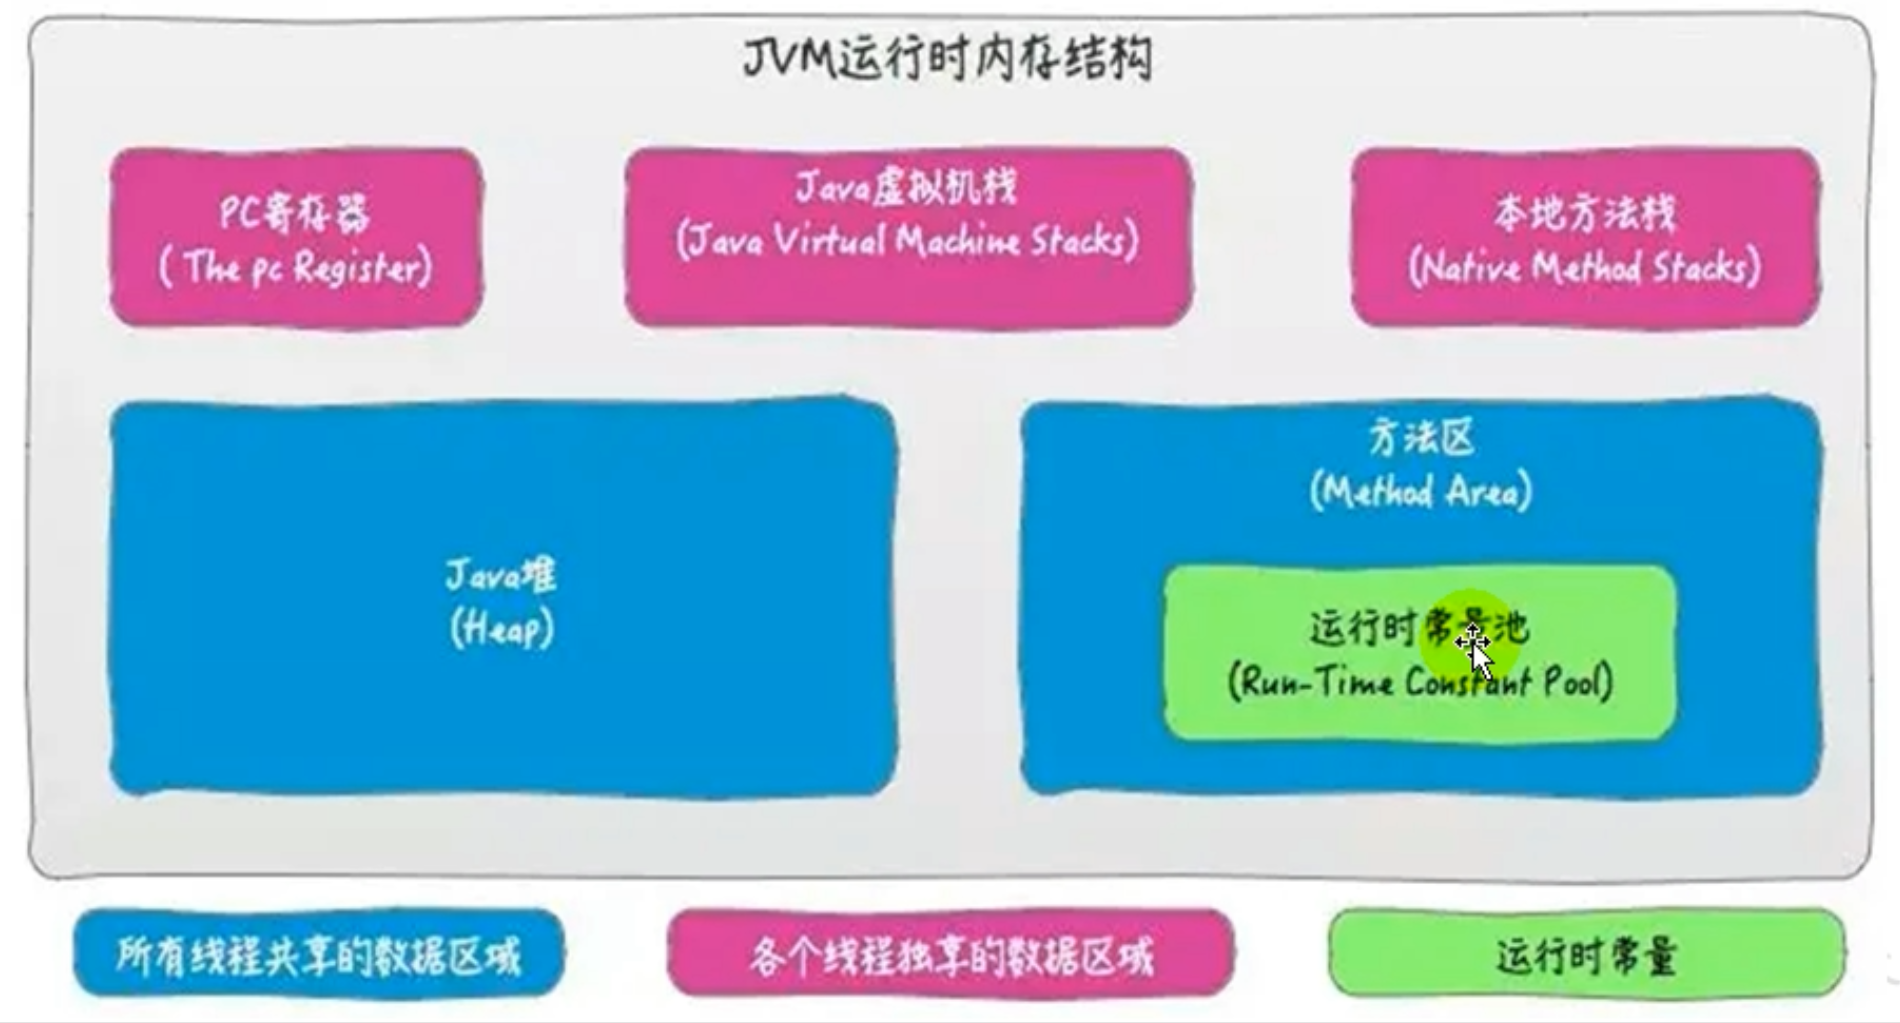 JVM运行时内存结构
PC寄存器
( The pc Register)
Java虚拟机栈
(Java Virtual Machine Stacks)
本地方法栈
(Native Method Stacks)
Java堆
(Heap)
方法区
(Method Area)
运行时常量池
(Run-Time Constant Pool)
所有线程共享的数据区域
各个线程独享的数据区域
运行时常量